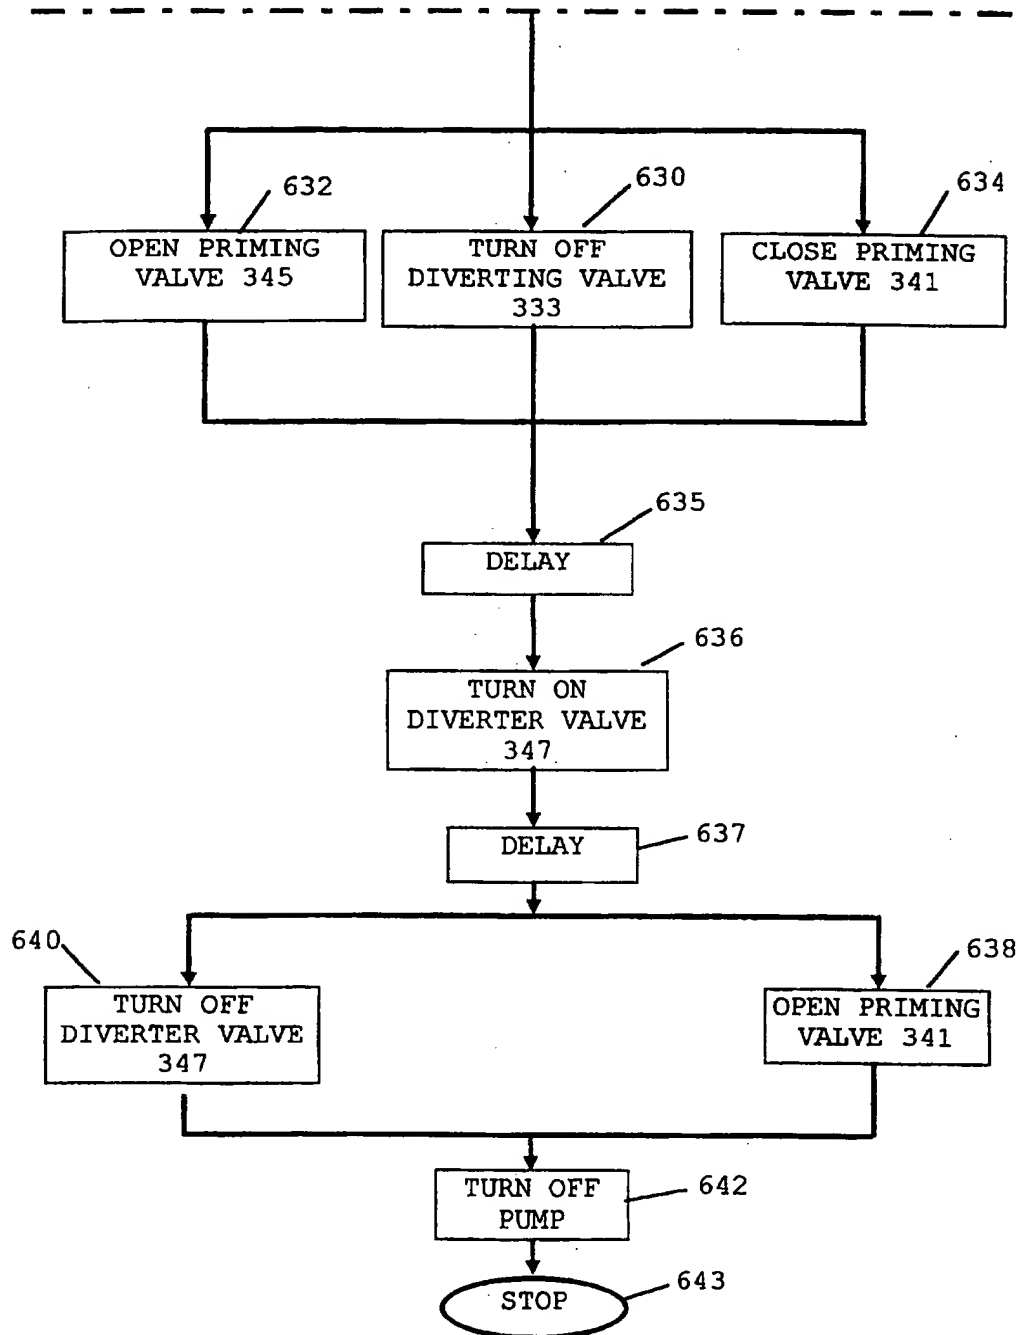 632
630
634
OPEN PRIMING
VALVE 345
TURN OFF
DIVERTING VALVE
333
CLOSE PRIMING
VALVE 341
635
DELAY
636
TURN ON
DIVERTER VALVE
347
DELAY
637
640
638
TURN OFF
DIVERTER VALVE
347
OPEN PRIMING
VALVE 341
TURN OFF
PUMP
642
STOP
643